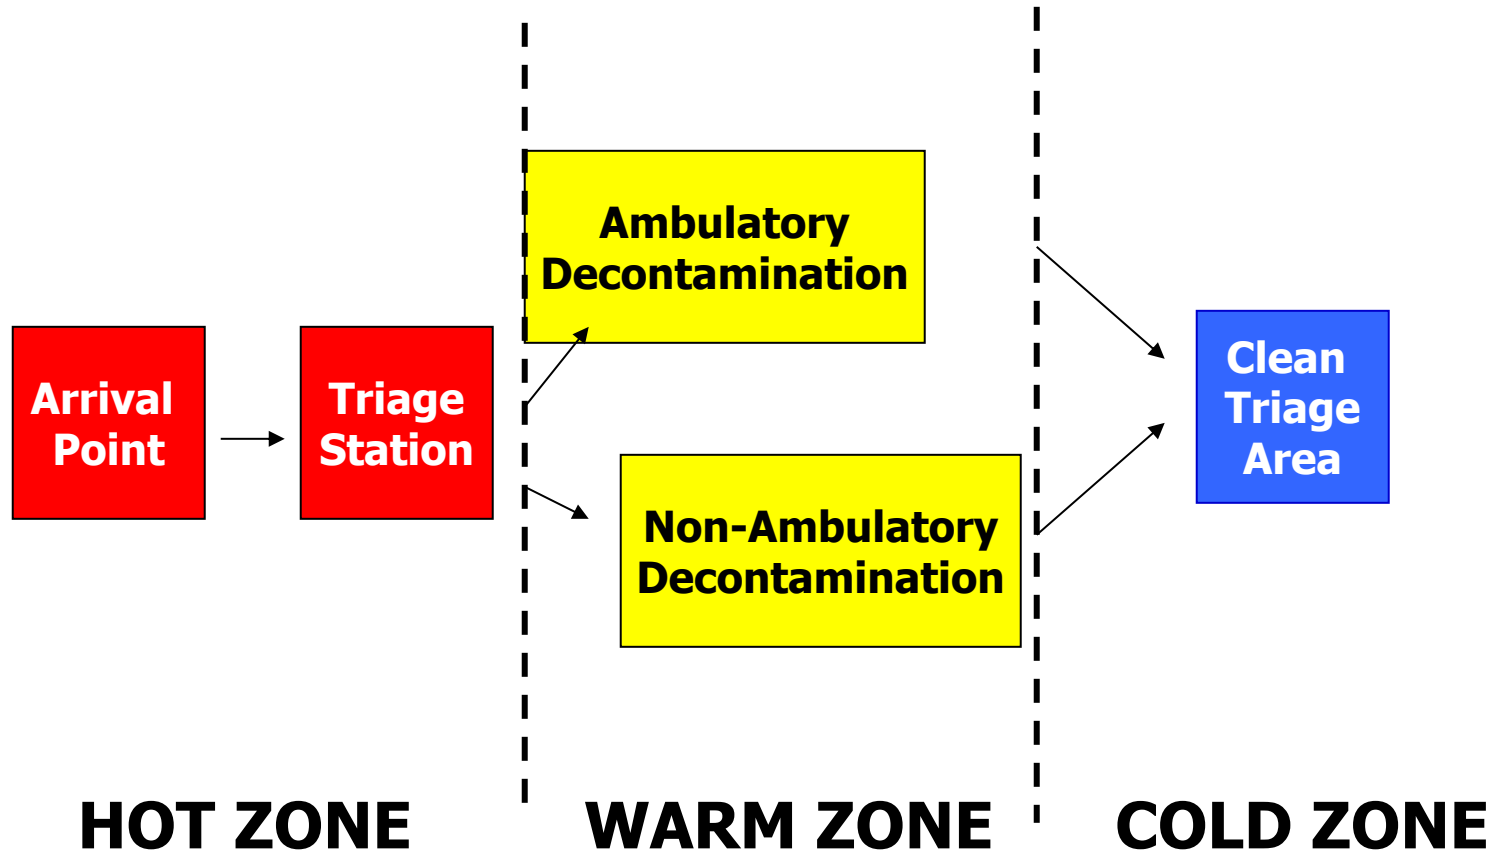 Arrival
Point
Triage
Station
Ambulatory
Decontamination
Non-Ambulatory
Decontamination
Clean
Triage
Area
HOT ZONE
WARM ZONE
COLD ZONE